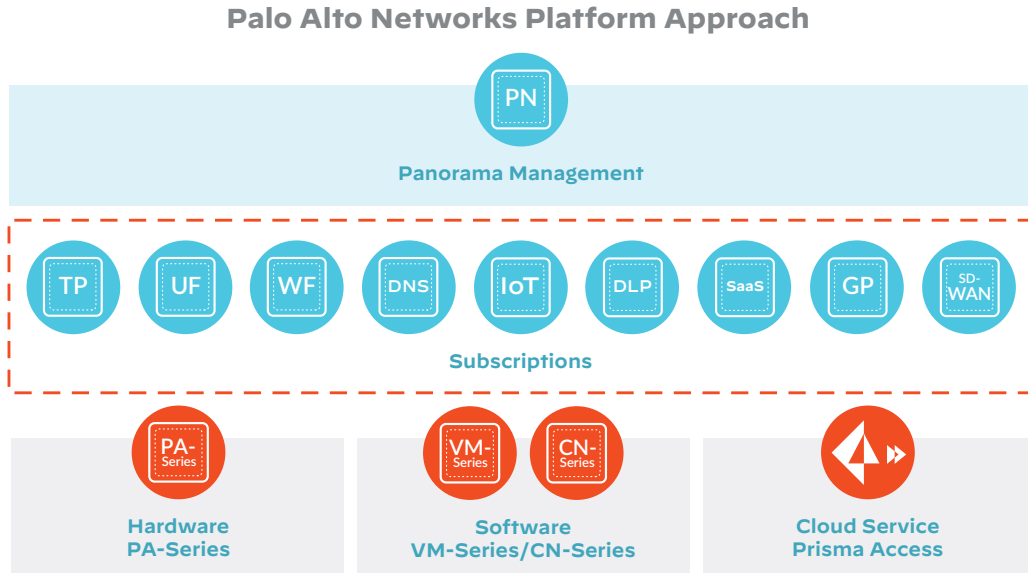 Palo Alto Networks Platform Approach
PN
Panorama Management
TP
UF
WF
DNS
IoT
DLP
SaaS
GP
SD-
WAN
Subscriptions
PA-
Series
VM-
Series
CN-
Series
Hardware
PA-Series
Software
VM-Series/CN-Series
Cloud Service
Prisma Access